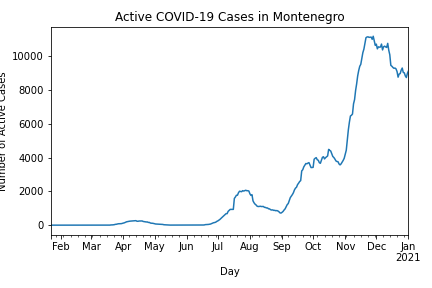 Active COVID-19 Cases in Montenegro
Number of Active Cases
10000
8000
6000
4000
2000
0
Feb Mar Apr May Jun Jul Aug Sep Oct Nov Dec Jan
2021
Day